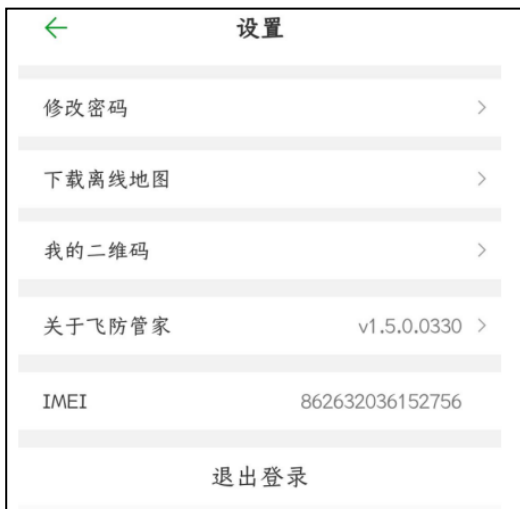 设置
修改密码
下载离线地图
我的二维码
关于飞防管家 v1.5.0.0330
IMEI 862632036152756
退出登录